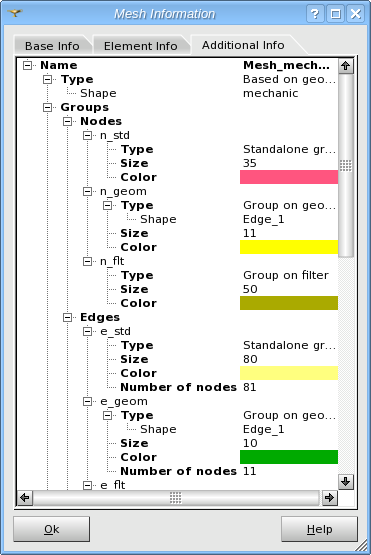 Mesh Information
Base Info Element Info Additional Info
Name Mesh_mech...
Type Based on geo...
Shape mechanic
Groups
Nodes
n_std
Type Standalone gr...
Size 35
Color
n_geom
Type Group on geo...
Shape Edge_1
Size 11
Color
n_flt
Type Group on filter
Size 50
Color
Edges
e_std
Type Standalone gr...
Size 80
Color
Number of nodes 81
e_geom
Type Group on geo...
Shape Edge_1
Size 10
Color
Number of nodes 11
e_flt
Ok Help